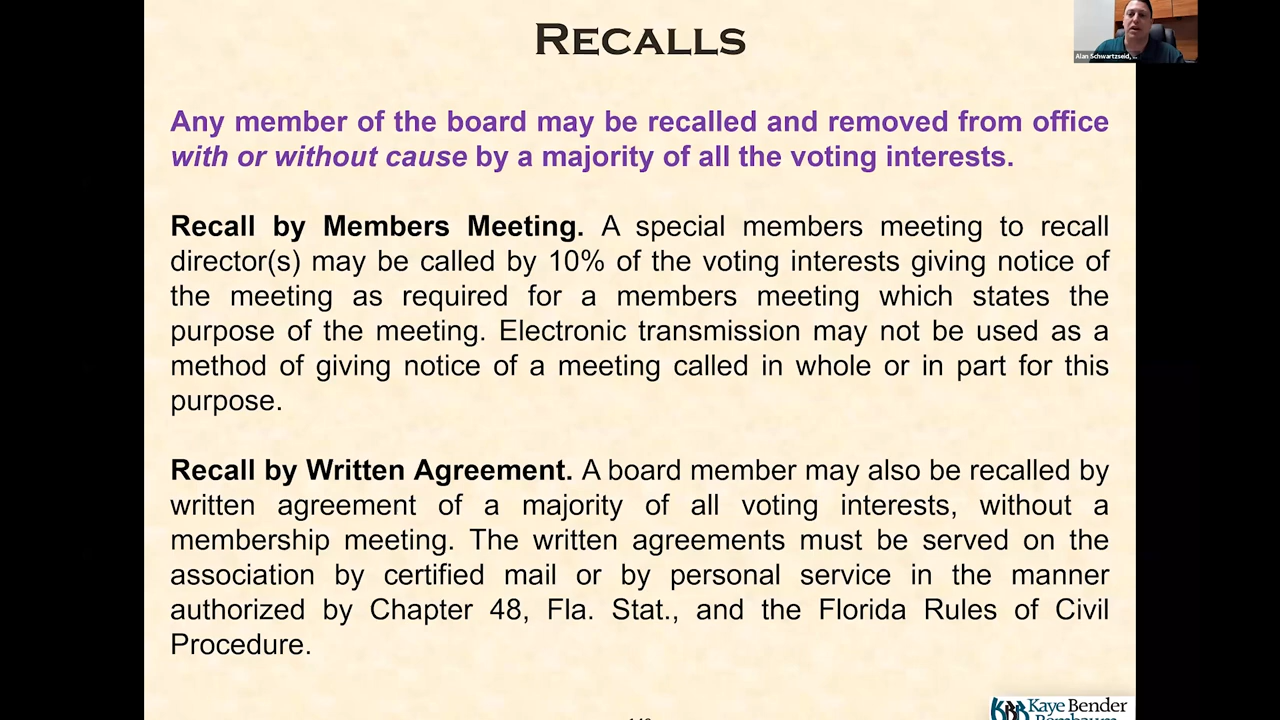 RECALLS
Alan Schwartzseid, ...
Any member of the board may be recalled and removed from office
with or without cause by a majority of all the voting interests.
Recall by Members Meeting. A special members meeting to recall
director(s) may be called by 10% of the voting interests giving notice of
the meeting as required for a members meeting which states the
purpose of the meeting. Electronic transmission may not be used as a
method of giving notice of a meeting called in whole or in part for this
purpose.
Recall by Written Agreement. A board member may also be recalled by
written agreement of a majority of all voting interests, without a
membership meeting. The written agreements must be served on the
association by certified mail or by personal service in the manner
authorized by Chapter 48, Fla. Stat., and the Florida Rules of Civil
Procedure.
KBR Kaye Bender
Rembaum